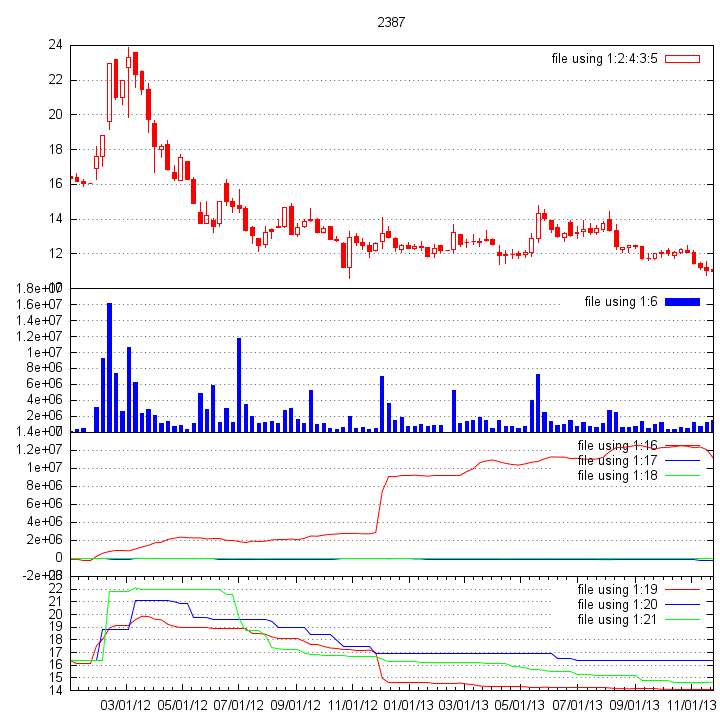 2387
24
file using 1:2:4:3:5
22
20
18
16
14
12
10
1.8e+07
file using 1:6
1.6e+07
1.4e+07
1.2e+07
1e+07
8e+06
6e+06
4e+06
2e+06
0
1.4e+07
file using 1:16
1.2e+07
file using 1:17
1e+07
file using 1:18
8e+06
6e+06
4e+06
2e+06
0
-2e+06
22
file using 1:19
21
file using 1:20
20
file using 1:21
19
18
17
16
15
14
03/01/12 05/01/12 07/01/12 09/01/12 11/01/12 01/01/13 03/01/13 05/01/13 07/01/13 09/01/13 11/01/13